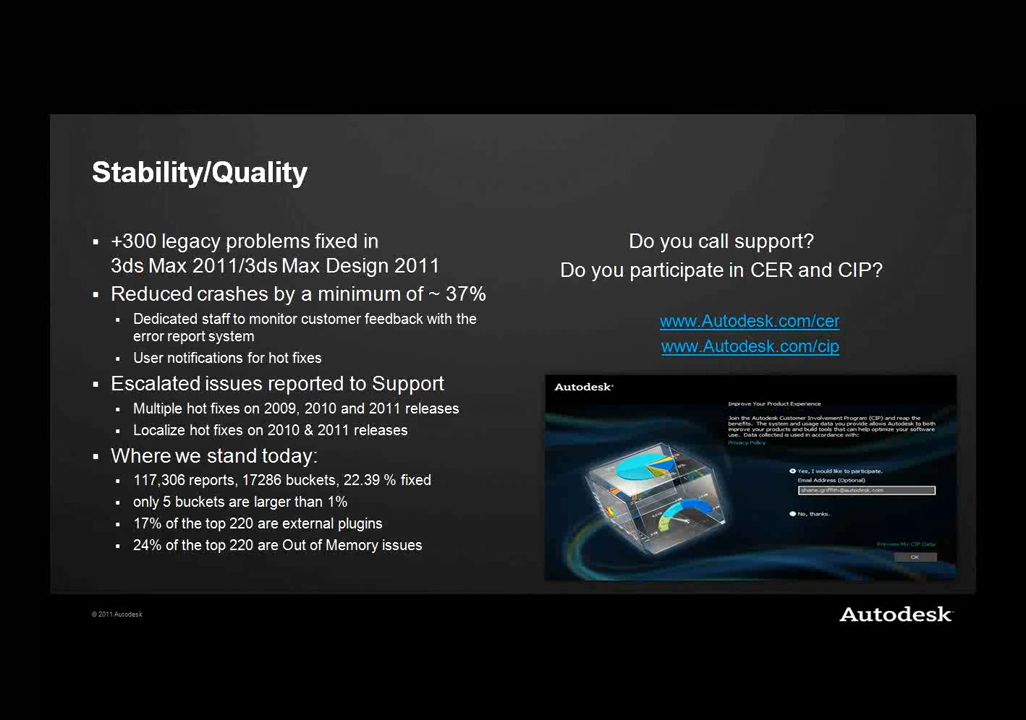 Stability/Quality
▪ +300 legacy problems fixed in
3ds Max 2011/3ds Max Design 2011
▪ Reduced crashes by a minimum of ~ 37%
▪ Dedicated staff to monitor customer feedback with the
error report system
▪ User notifications for hot fixes
▪ Escalated issues reported to Support
▪ Multiple hot fixes on 2009, 2010 and 2011 releases
▪ Localize hot fixes on 2010 & 2011 releases
▪ Where we stand today:
▪ 117,306 reports, 17286 buckets, 22.39 % fixed
▪ only 5 buckets are larger than 1%
▪ 17% of the top 220 are external plugins
▪ 24% of the top 220 are Out of Memory issues
Do you call support?
Do you participate in CER and CIP?
www.Autodesk.com/cer
www.Autodesk.com/cip
Autodesk
Improve Your Product Experience
Join the Autodesk Customer Involvement Program (CIP) and reap the
benefits. The system and usage data you provide allows Autodesk to both
improve your products and build tools that can help optimize your software
use. Data collected is used in accordance with:
Privacy Policy
Yes, I would like to participate.
Email Address (Optional)
shane.griffith@autodesk.com
No, thanks.
Preview My CIP Data
OK
© 2011 Autodesk
Autodesk